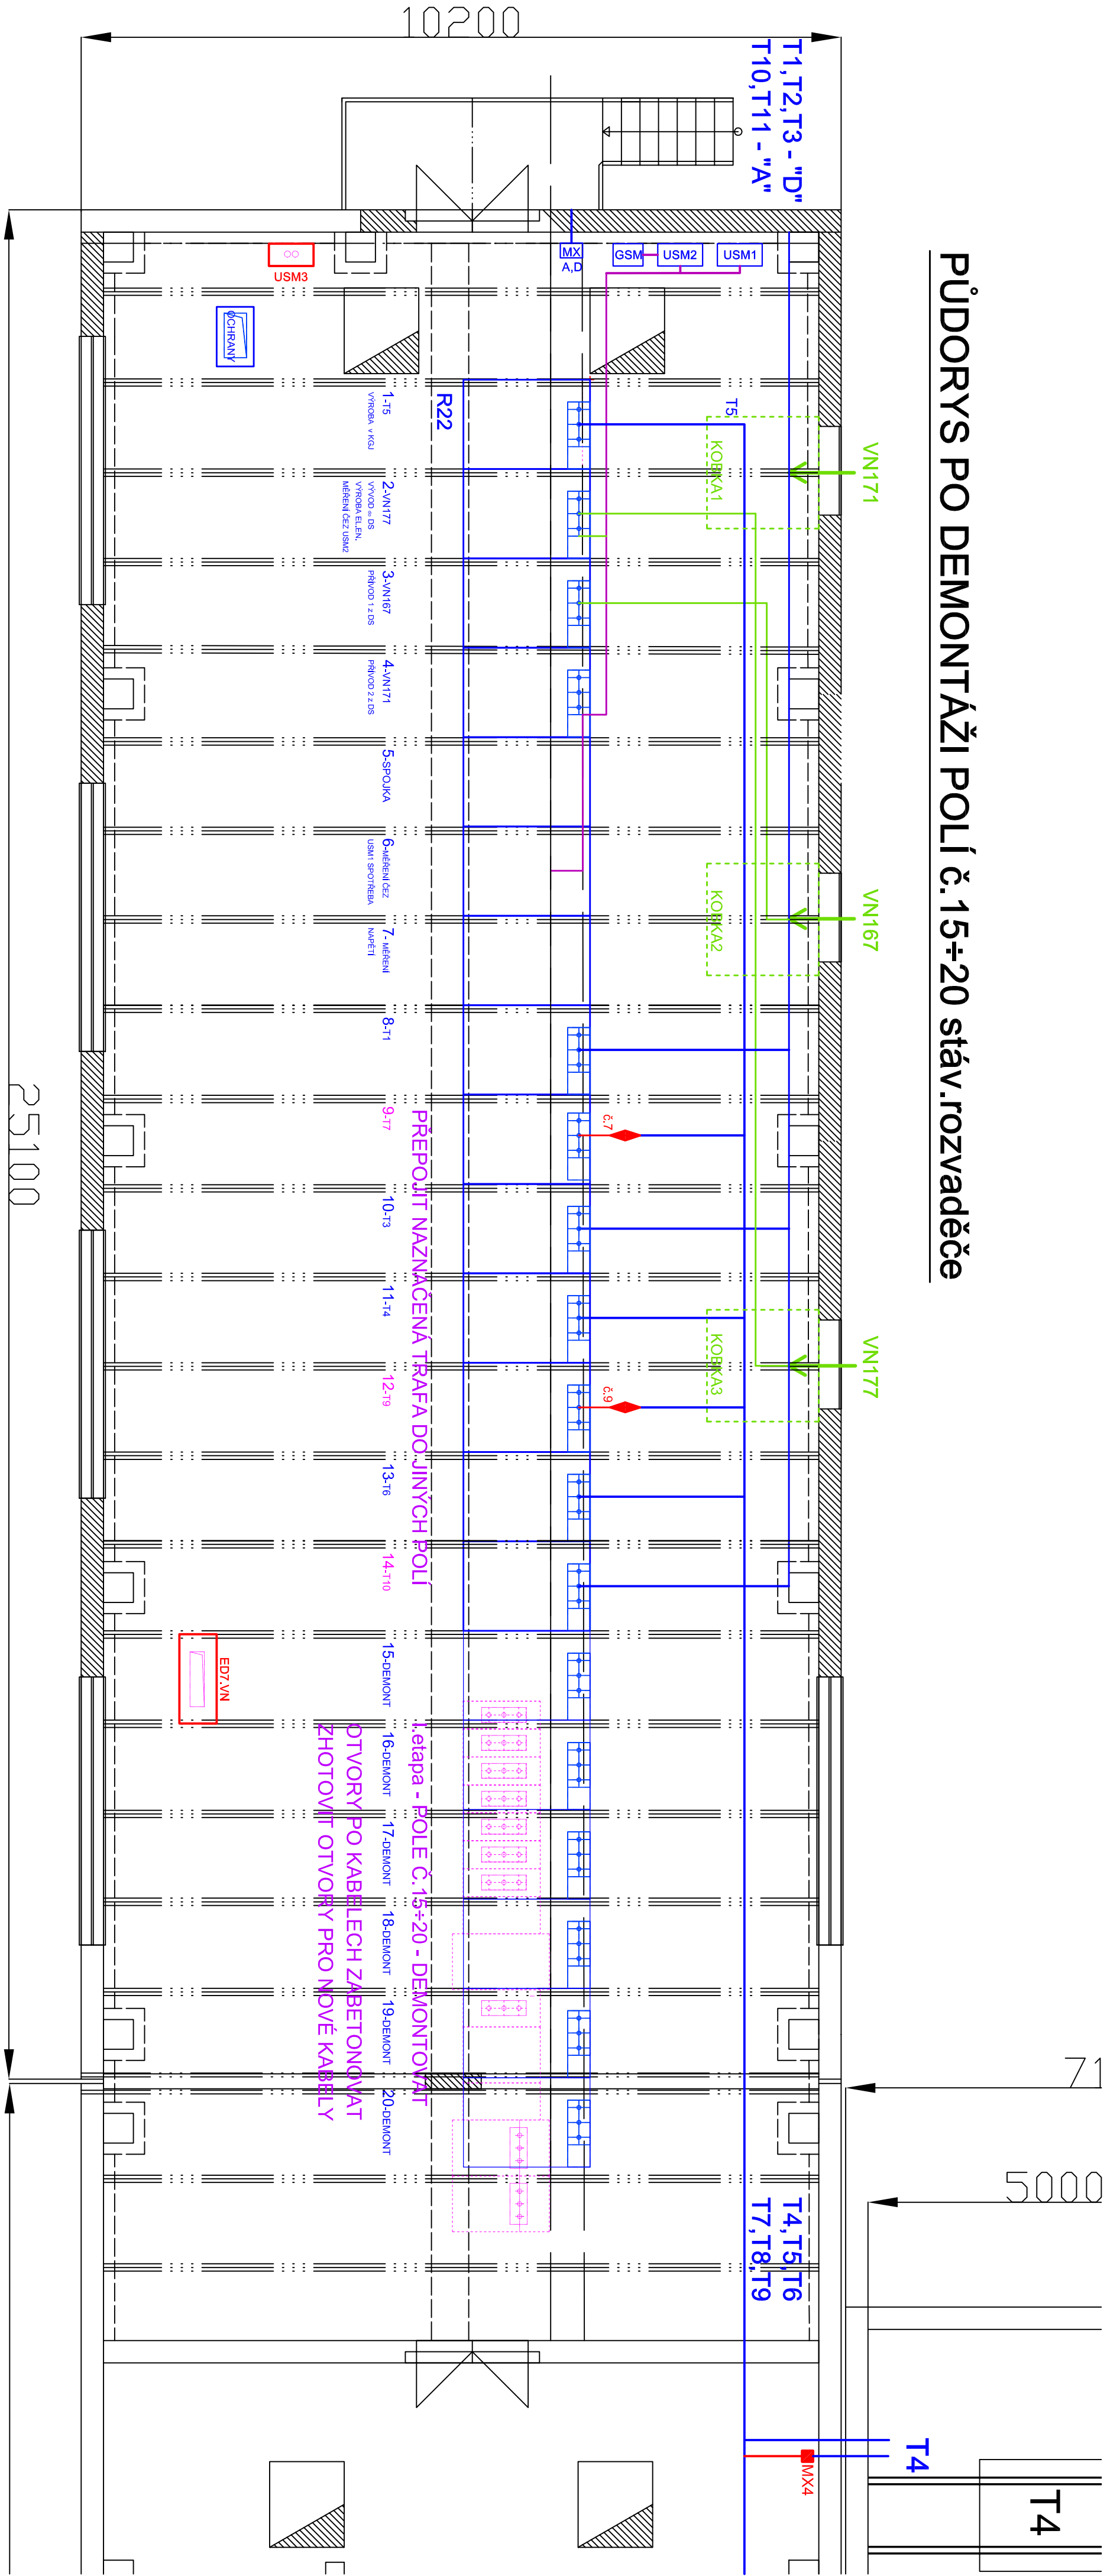 PŮDORYS PO DEMONTÁŽI POLÍ č.15÷20 stáv.rozvaděče
10200
T1,T2,T3 - "D"
T10,T11 - "A"
VN171
VN167
VN177
KOBKA1
KOBKA2
KOBKA3
T5
USM1
USM2
GSM
MX
A,D
USM3
OCHRANY
R22
č.7
č.9
1-T5
VÝROBA v KGJ
2-VN177
VÝVOD do DS
VÝROBA EL.EN,
MĚŘENÍ ČEZ USM2
3-VN167
PŘÍVOD 1 z DS
4-VN171
PŘÍVOD 2 z DS
5-SPOJKA
6-MĚŘENÍ ČEZ
USM1 SPOTŘEBA
7- MĚŘENÍ
NAPĚTÍ
8-T1
9-T7
10-T3
11-T4
12-T9
13-T6
14-T10
15-DEMONT
16-DEMONT
17-DEMONT
18-DEMONT
19-DEMONT
20-DEMONT
PŘEPOJIT NAZNAČENÁ TRAFA DO JINÝCH POLÍ
I.etapa - POLE Č.15÷20 - DEMONTOVAT
OTVORY PO KABELECH ZABETONOVAT
ZHOTOVIT OTVORY PRO NOVÉ KABELY
ED7.VN
25100
71
5000
T4,T5,T6
T7,T8,T9
T4
MX4
T4